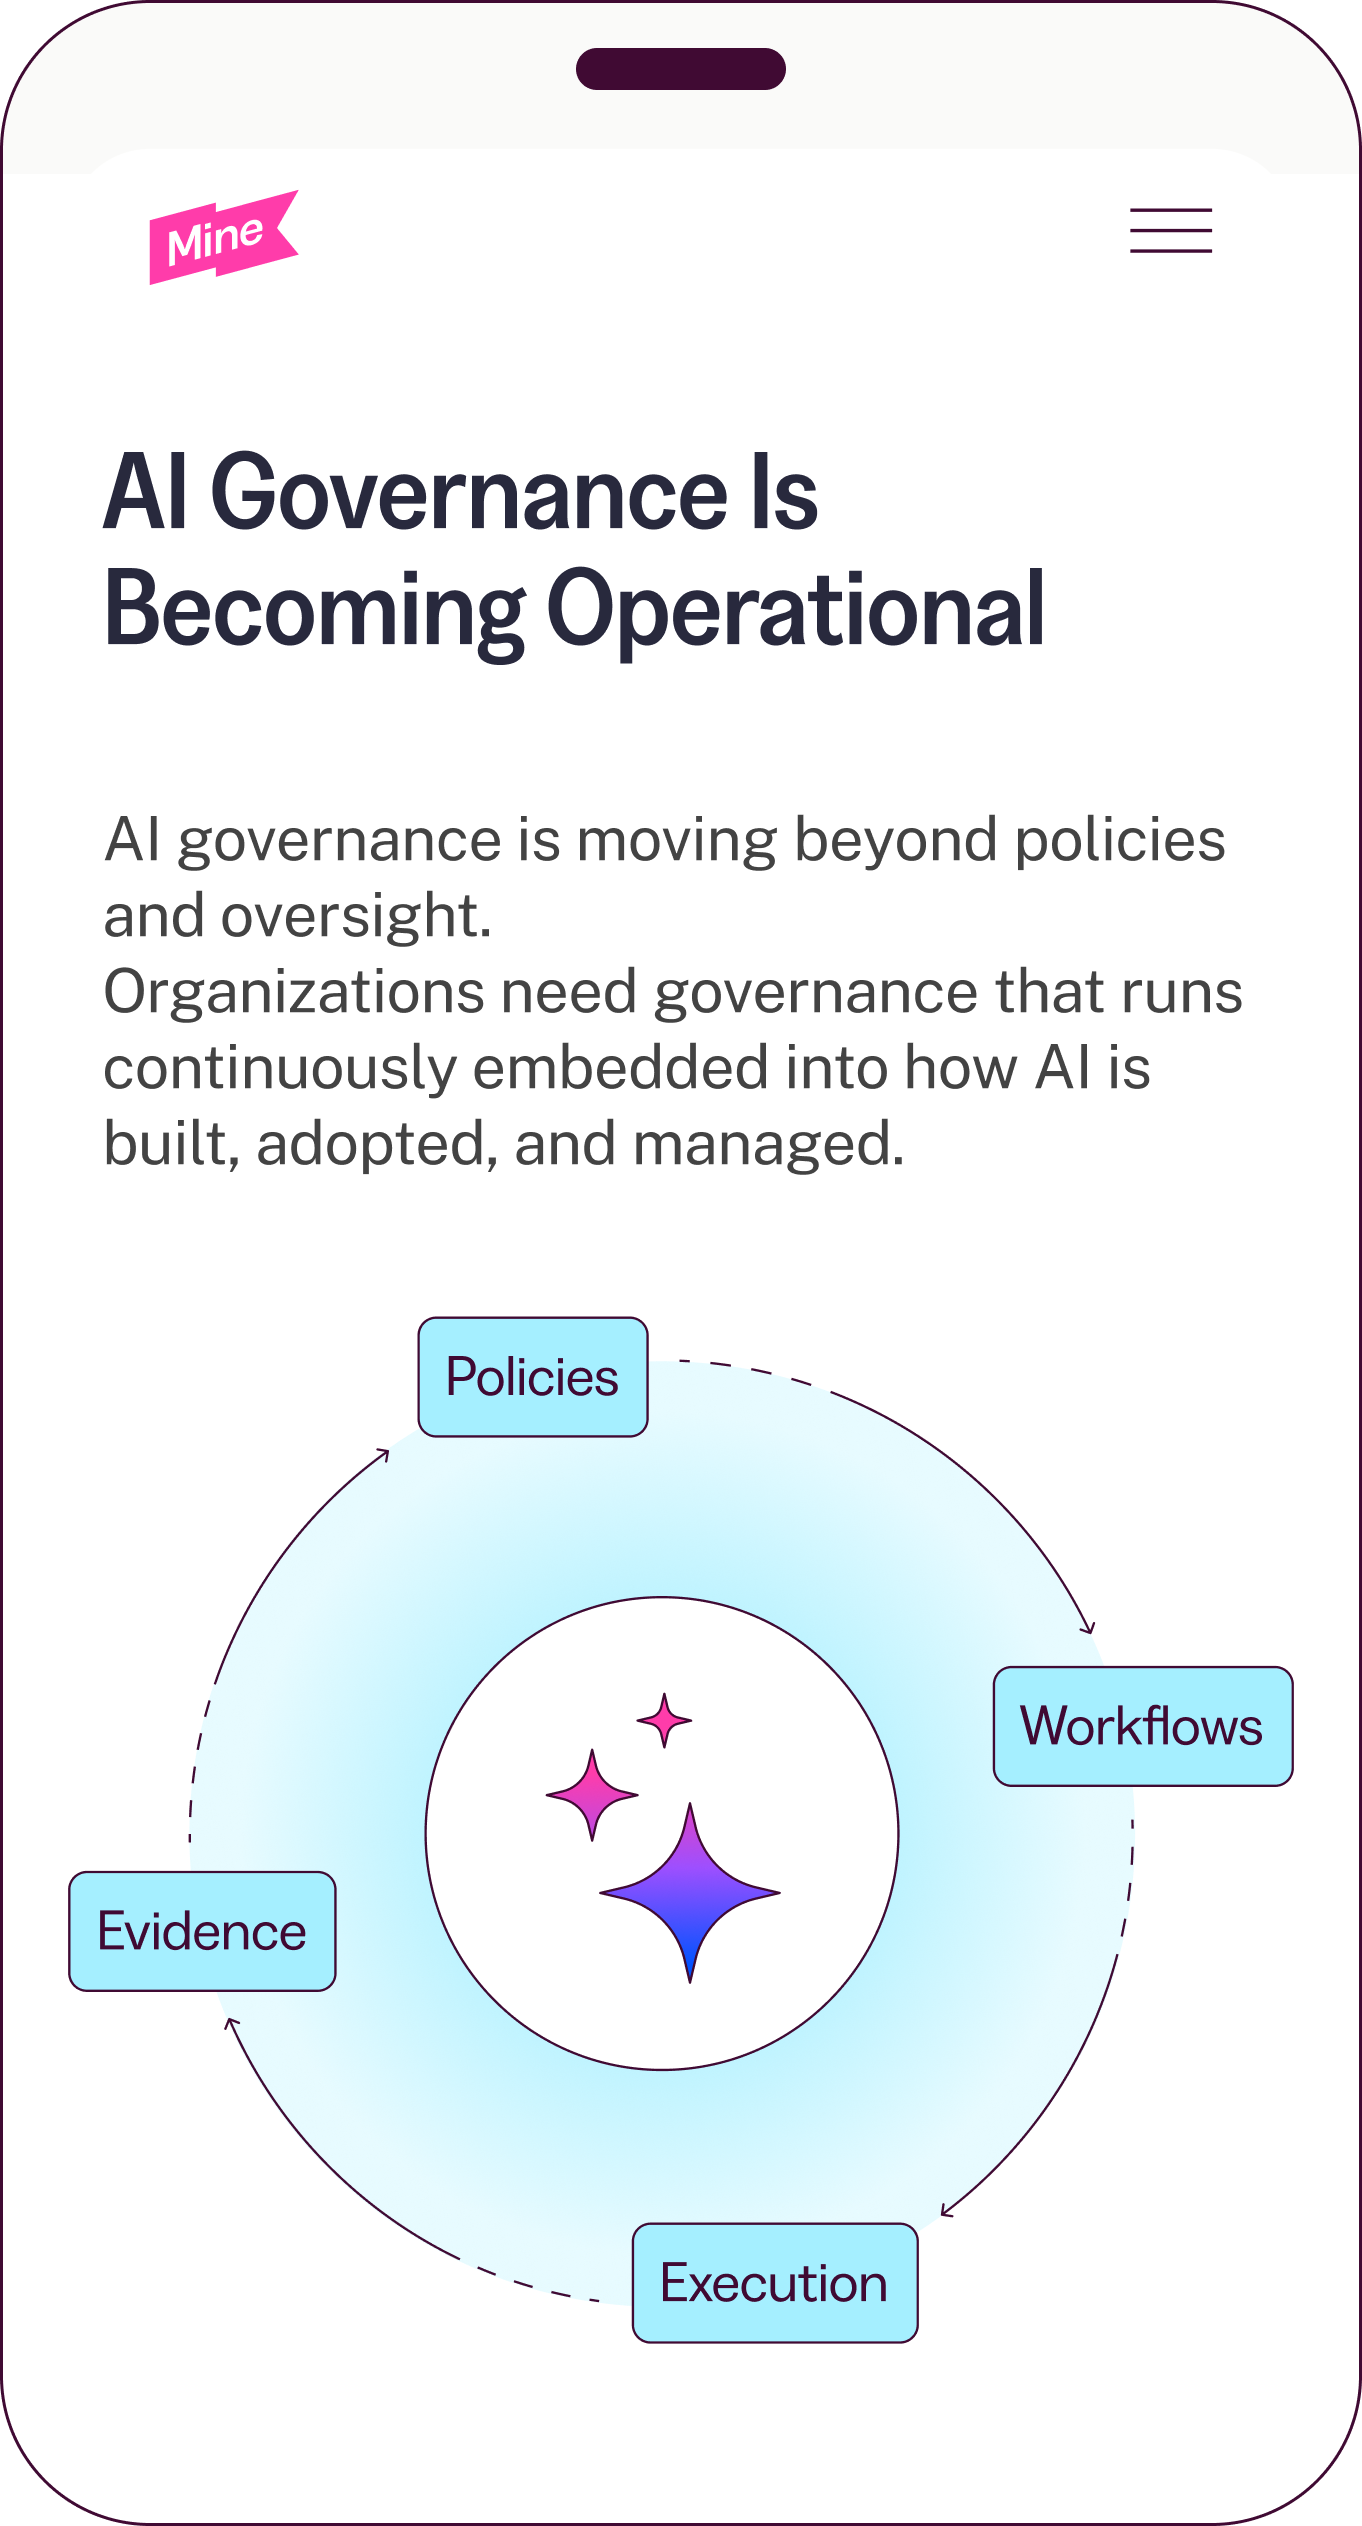 Mine
AI Governance Is
Becoming Operational
AI governance is moving beyond policies
and oversight.
Organizations need governance that runs
continuously embedded into how AI is
built, adopted, and managed.
Policies
Workflows
Evidence
Execution